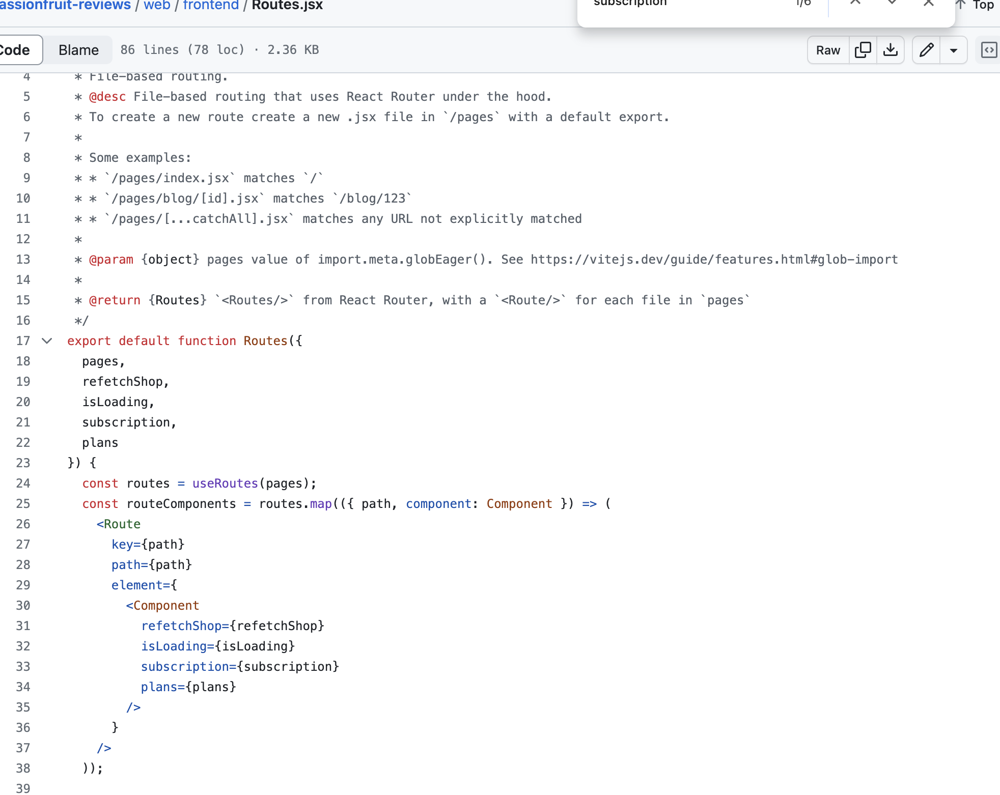 assionfruit-reviews / web / frontend / Routes.jsx
subscription 1/6
Top
Code Blame 86 lines (78 loc) · 2.36 KB Raw
4 * File-based routing.
5 * @desc File-based routing that uses React Router under the hood.
6 * To create a new route create a new .jsx file in `/pages` with a default export.
7 *
8 * Some examples:
9 * * `/pages/index.jsx` matches `/`
10 * * `/pages/blog/[id].jsx` matches `/blog/123`
11 * * `/pages/[...catchAll].jsx` matches any URL not explicitly matched
12 *
13 * @param {object} pages value of import.meta.globEager(). See https://vitejs.dev/guide/features.html#glob-import
14 *
15 * @return {Routes} `<Routes/>` from React Router, with a `<Route/>` for each file in `pages`
16 */
17 export default function Routes({
18 pages,
19 refetchShop,
20 isLoading,
21 subscription,
22 plans
23 }) {
24 const routes = useRoutes(pages);
25 const routeComponents = routes.map(({ path, component: Component }) => (
26 <Route
27 key={path}
28 path={path}
29 element={
30 <Component
31 refetchShop={refetchShop}
32 isLoading={isLoading}
33 subscription={subscription}
34 plans={plans}
35 />
36 }
37 />
38 ));
39